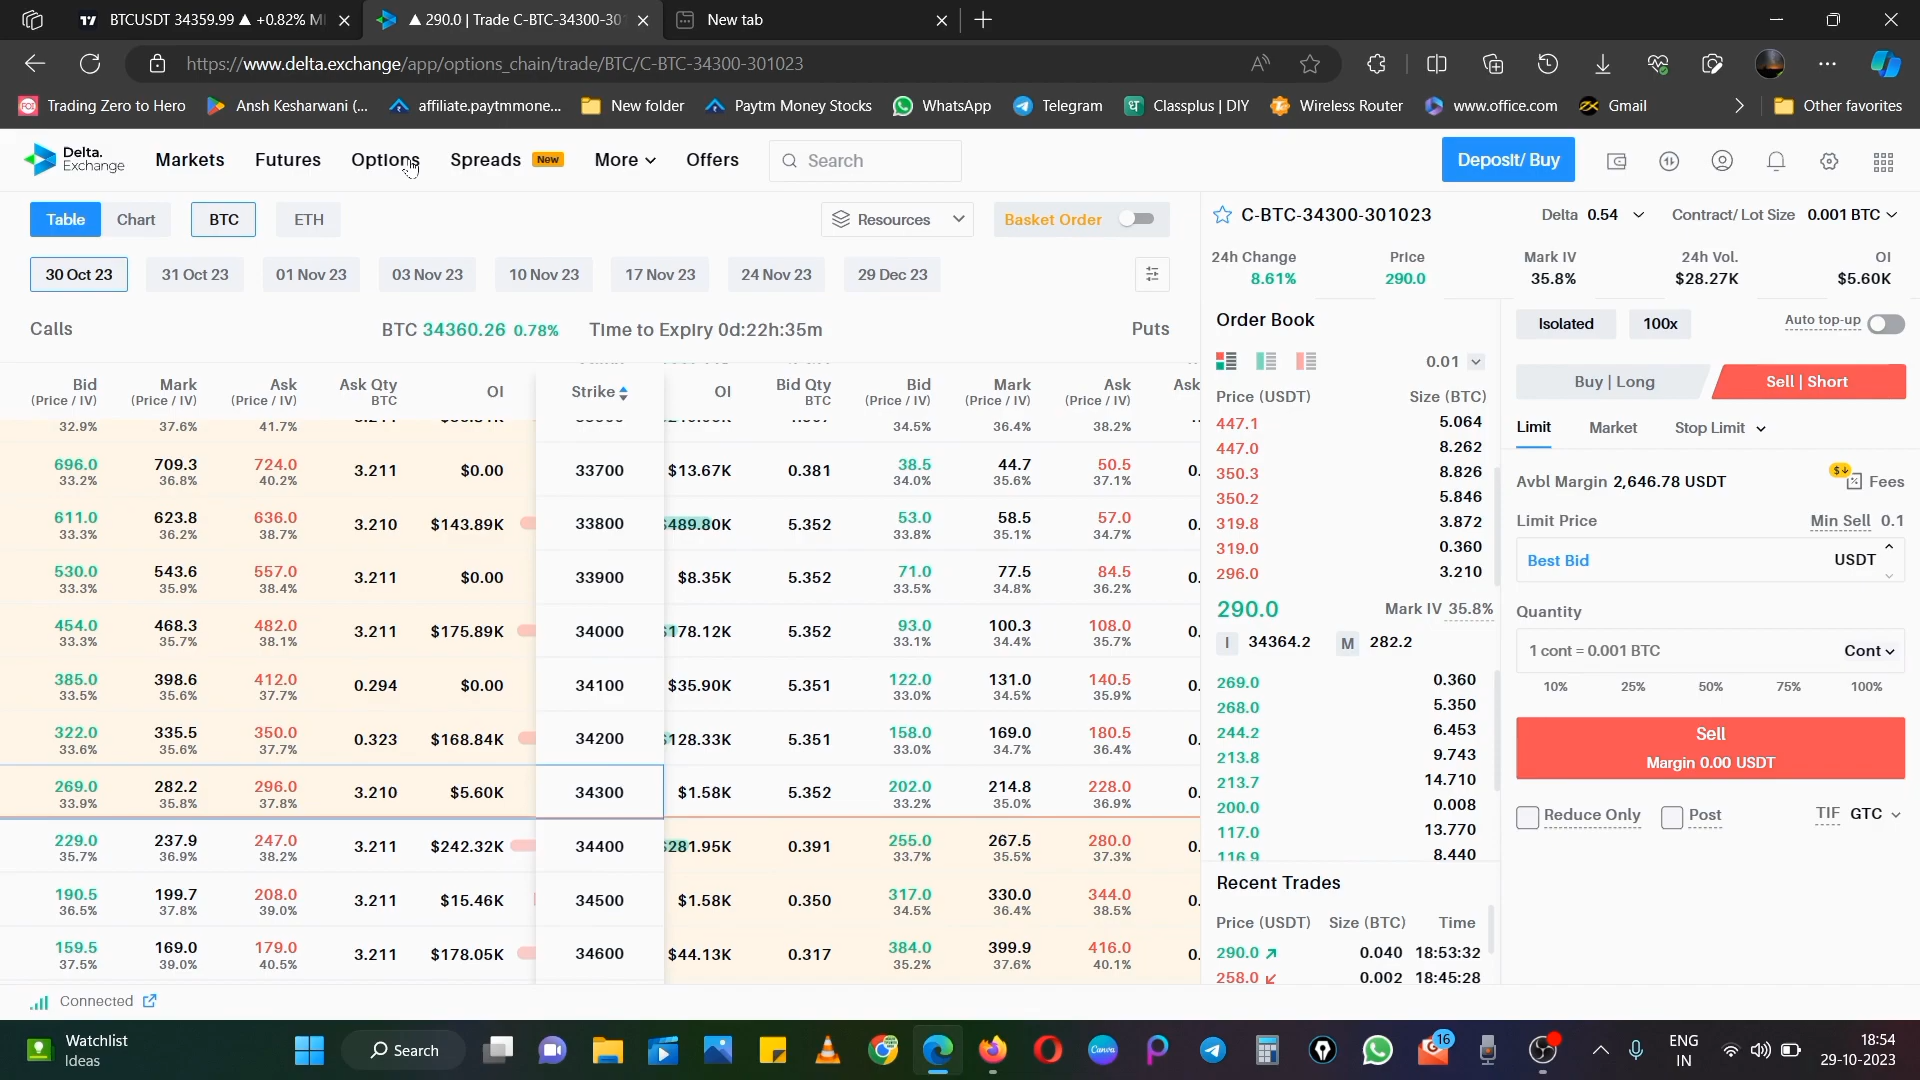 BTCUSDT 34359.99 ▲ +0.82%
▲ 290.0 | Trade C-BTC-34300-301
New tab
https://www.delta.exchange/app/options_chain/trade/BTC/C-BTC-34300-301023
Trading Zero to Hero
Ansh Kesharwani (...
affiliate.paytmmone...
New folder
Paytm Money Stocks
WhatsApp
Telegram
Classplus | DIY
Wireless Router
www.office.com
Gmail
Other favorites
Delta.
Exchange
Markets Futures Options Spreads New More Offers Search Deposit/ Buy
Table Chart BTC ETH Resources Basket Order
30 Oct 23 31 Oct 23 01 Nov 23 03 Nov 23 10 Nov 23 17 Nov 23 24 Nov 23 29 Dec 23
Calls BTC 34360.26 0.78% Time to Expiry 0d:22h:35m Puts
Bid Mark Ask Ask Qty OI Strike OI Bid Qty Bid Mark Ask Ask
(Price / IV) (Price / IV) (Price / IV) BTC BTC (Price / IV) (Price / IV) (Price / IV)
32.9% 37.6% 41.7% 34.5% 36.4% 38.2%
696.0 709.3 724.0 3.211 $0.00 33700 $13.67K 0.381 38.5 44.7 50.5 0.
33.2% 36.8% 40.2% 34.0% 35.6% 37.1%
611.0 623.8 636.0 3.210 $143.89K 33800 $489.80K 5.352 53.0 58.5 57.0 0.
33.3% 36.2% 38.7% 33.8% 35.1% 34.7%
530.0 543.6 557.0 3.211 $0.00 33900 $8.35K 5.352 71.0 77.5 84.5 0.
33.3% 35.9% 38.4% 33.5% 34.8% 36.2%
454.0 468.3 482.0 3.211 $175.89K 34000 $178.12K 5.352 93.0 100.3 108.0 0.
33.3% 35.7% 38.1% 33.1% 34.4% 35.7%
385.0 398.6 412.0 0.294 $0.00 34100 $35.90K 5.351 122.0 131.0 140.5 0.
33.5% 35.6% 37.7% 33.0% 34.5% 35.9%
322.0 335.5 350.0 0.323 $168.84K 34200 $128.33K 5.351 158.0 169.0 180.5 0.
33.6% 35.6% 37.7% 33.0% 34.7% 36.4%
269.0 282.2 296.0 3.210 $5.60K 34300 $1.58K 5.352 202.0 214.8 228.0 0.
33.9% 35.8% 37.8% 33.2% 35.0% 36.9%
229.0 237.9 247.0 3.211 $242.32K 34400 $281.95K 0.391 255.0 267.5 280.0 0.
35.7% 36.9% 38.2% 33.7% 35.5% 37.3%
190.5 199.7 208.0 3.211 $15.46K 34500 $1.58K 0.350 317.0 330.0 344.0 0.
36.5% 37.8% 39.0% 34.5% 36.4% 38.5%
159.5 169.0 179.0 3.211 $178.05K 34600 $44.13K 0.317 384.0 399.9 416.0 0.
37.5% 39.0% 40.5% 35.2% 37.6% 40.1%
Connected
C-BTC-34300-301023 Delta 0.54 Contract/ Lot Size 0.001 BTC
24h Change Price Mark IV 24h Vol. OI
8.61% 290.0 35.8% $28.27K $5.60K
Order Book
0.01
Price (USDT) Size (BTC)
447.1 5.064
447.0 8.262
350.3 8.826
350.2 5.846
319.8 3.872
319.0 0.360
296.0 3.210
290.0 Mark IV 35.8%
I 34364.2 M 282.2
269.0 0.360
268.0 5.350
244.2 6.453
213.8 9.743
213.7 14.710
200.0 0.008
117.0 13.770
116.9 8.440
Recent Trades
Price (USDT) Size (BTC) Time
290.0 0.040 18:53:32
258.0 0.002 18:45:28
Isolated 100x Auto top-up
Buy | Long Sell | Short
Limit Market Stop Limit
Avbl Margin 2,646.78 USDT Fees
Limit Price Min Sell 0.1
Best Bid USDT
Quantity
1 cont = 0.001 BTC Cont
10% 25% 50% 75% 100%
Sell
Margin 0.00 USDT
Reduce Only Post TIF GTC
Watchlist
Ideas
Search
Canva
16
ENG
IN
18:54
29-10-2023